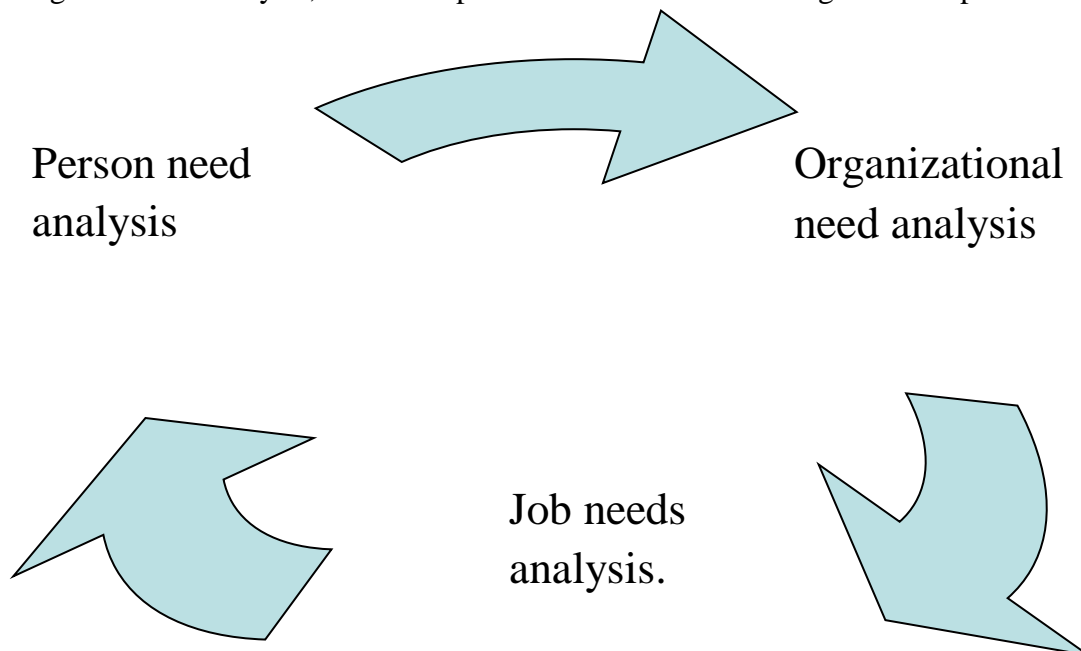 Person need
analysis
Organizational
need analysis
Job needs
analysis.